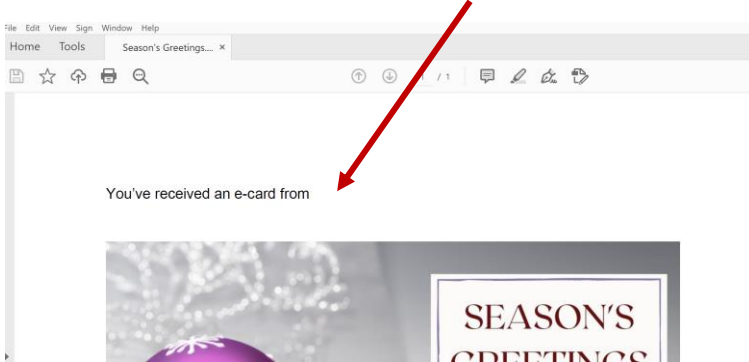 File Edit View Sign Window Help
Home Tools Season's Greetings.... ×
/ 1
You've received an e-card from
SEASON'S
GREETINGS